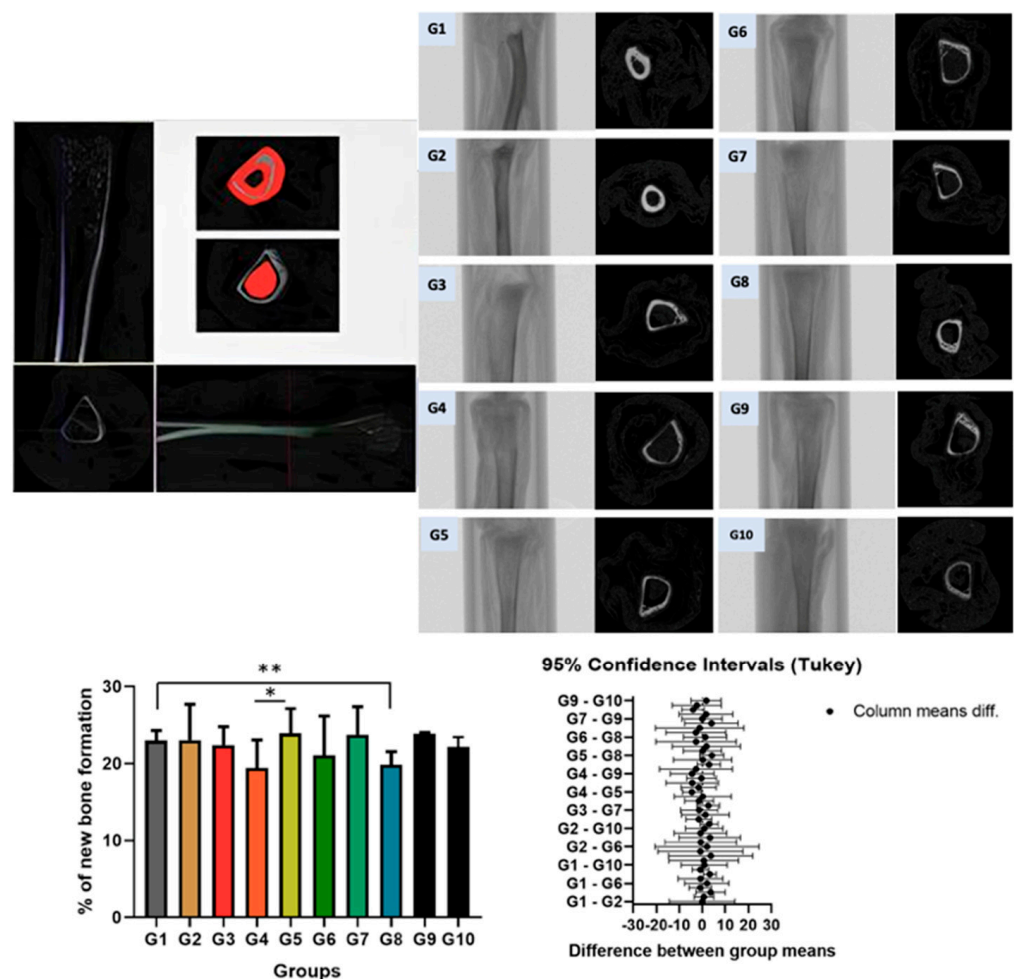 G1
G6
G2
G7
G3
G8
G4
G9
G5
G10
**
*
% of new bone formation
30
20
10
0
G1 G2 G3 G4 G5 G6 G7 G8 G9 G10
Groups
95% Confidence Intervals (Tukey)
G9 - G10
G7 - G9
G6 - G8
G5 - G8
G4 - G9
G4 - G5
G3 - G7
G2 - G10
G2 - G6
G1 - G10
G1 - G6
G1 - G2
-30 -20 -10 0 10 20 30
Difference between group means
Column means diff.